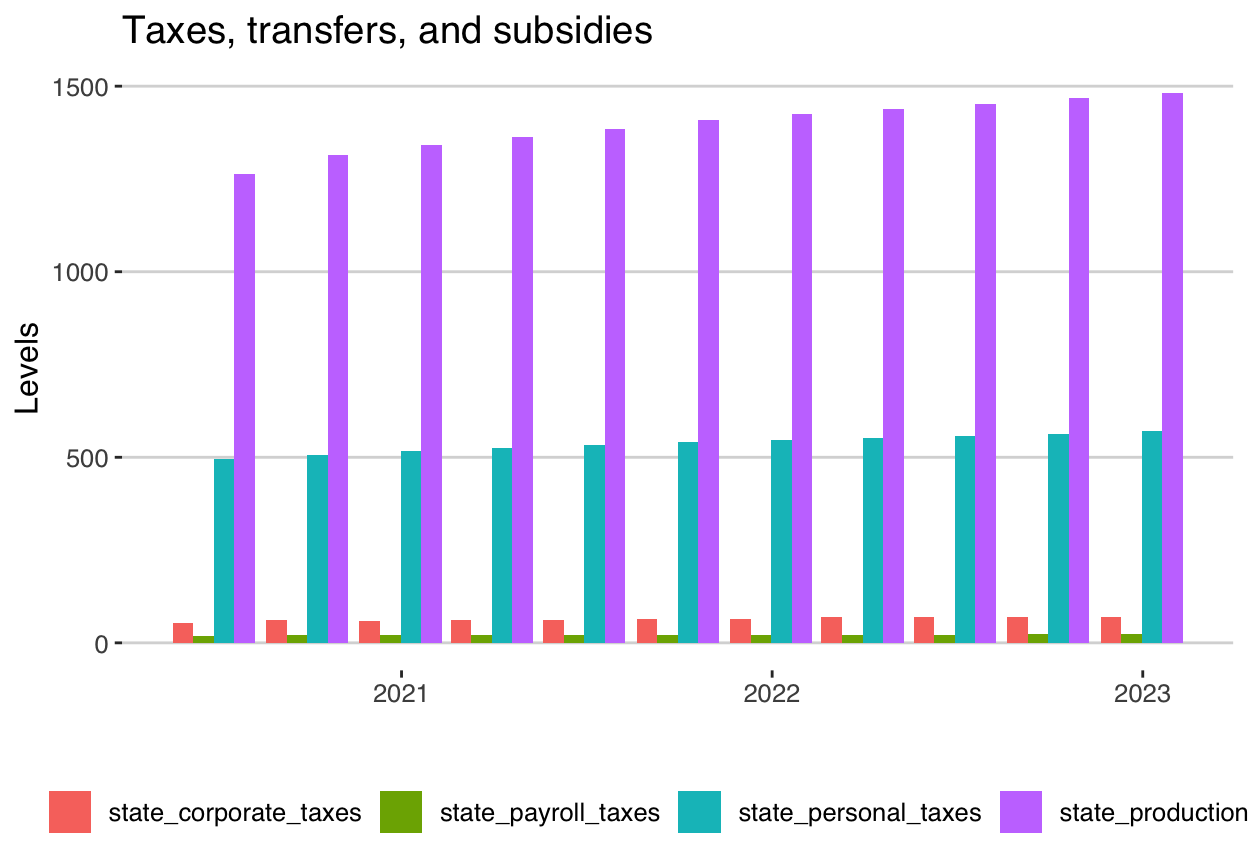 Taxes, transfers, and subsidies
Levels
1500
1000
500
0
2021 2022 2023
state_corporate_taxes state_payroll_taxes state_personal_taxes state_production